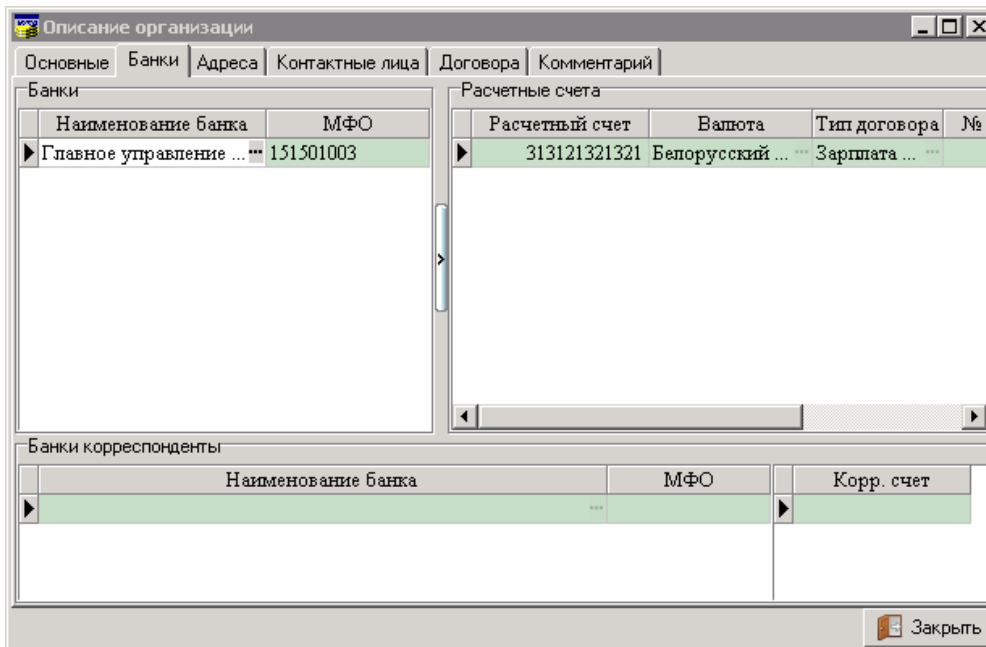 Описание организации
Основные Банки Адреса Контактные лица Договора Комментарий
Банки
Наименование банка МФО
Главное управление ... 151501003
Расчетные счета
Расчетный счет Валюта Тип договора №
313121321321 Белорусский ... Зарплата ...
Банки корреспонденты
Наименование банка МФО Корр. счет
Закрыть